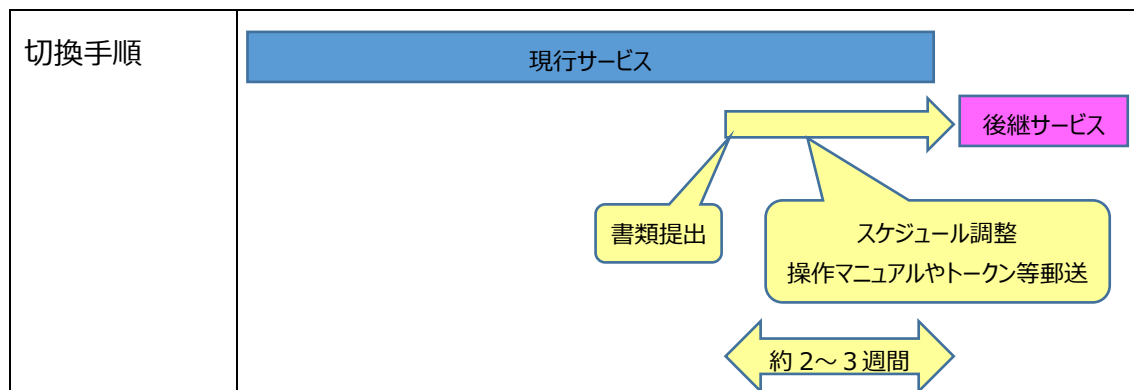 切換手順
現行サービス
後継サービス
書類提出
スケジュール調整
操作マニュアルやトークン等郵送
約２～３週間